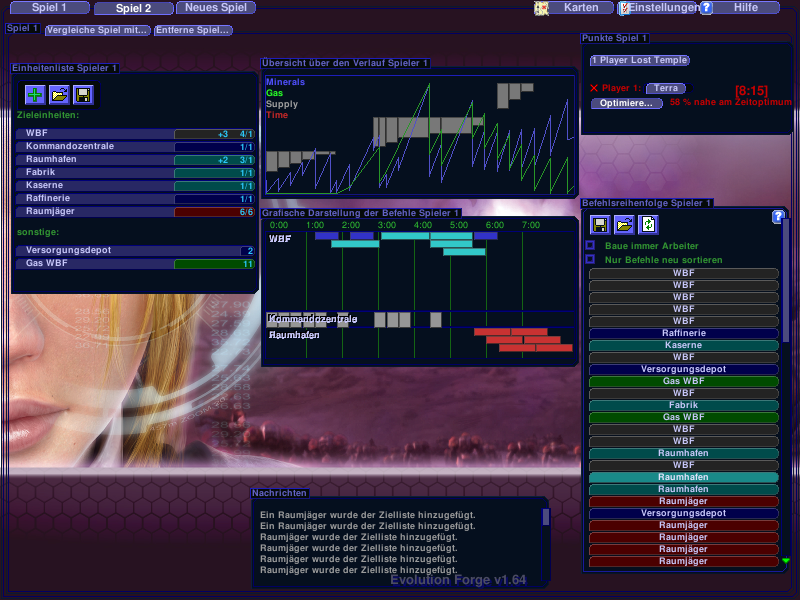 Spiel 1 Spiel 2 Neues Spiel Karten Einstellungen Hilfe
Spiel 1 Vergleiche Spiel mit... Entferne Spiel...
Einheitenliste Spieler 1
Zieleinheiten:
WBF +3 4/1
Kommandozentrale 1/1
Raumhafen +2 3/1
Fabrik 1/1
Kaserne 1/1
Raffinerie 1/1
Raumjäger 6/6
sonstige:
Versorgungsdepot 2
Gas WBF 11
Übersicht über den Verlauf Spieler 1
Minerals
Gas
Supply
Time
Grafische Darstellung der Befehle Spieler 1
0:00 1:00 2:00 3:00 4:00 5:00 6:00 7:00
WBF
Kommandozentrale
Raumhafen
Punkte Spiel 1
1 Player Lost Temple
Player 1: Terra [8:15]
Optimiere... 58 % nahe am Zeitoptimum
Befehlsreihenfolge Spieler 1
Baue immer Arbeiter
Nur Befehle neu sortieren
WBF
WBF
WBF
WBF
WBF
Raffinerie
Kaserne
WBF
Versorgungsdepot
Gas WBF
WBF
Fabrik
Gas WBF
WBF
WBF
Raumhafen
WBF
Raumhafen
Raumhafen
Raumjäger
Versorgungsdepot
Raumjäger
Raumjäger
Raumjäger
Raumjäger
Nachrichten
Ein Raumjäger wurde der Zielliste hinzugefügt.
Ein Raumjäger wurde der Zielliste hinzugefügt.
Raumjäger wurde der Zielliste hinzugefügt.
Raumjäger wurde der Zielliste hinzugefügt.
Raumjäger wurde der Zielliste hinzugefügt.
Raumjäger wurde der Zielliste hinzugefügt.
Evolution Forge v1.64